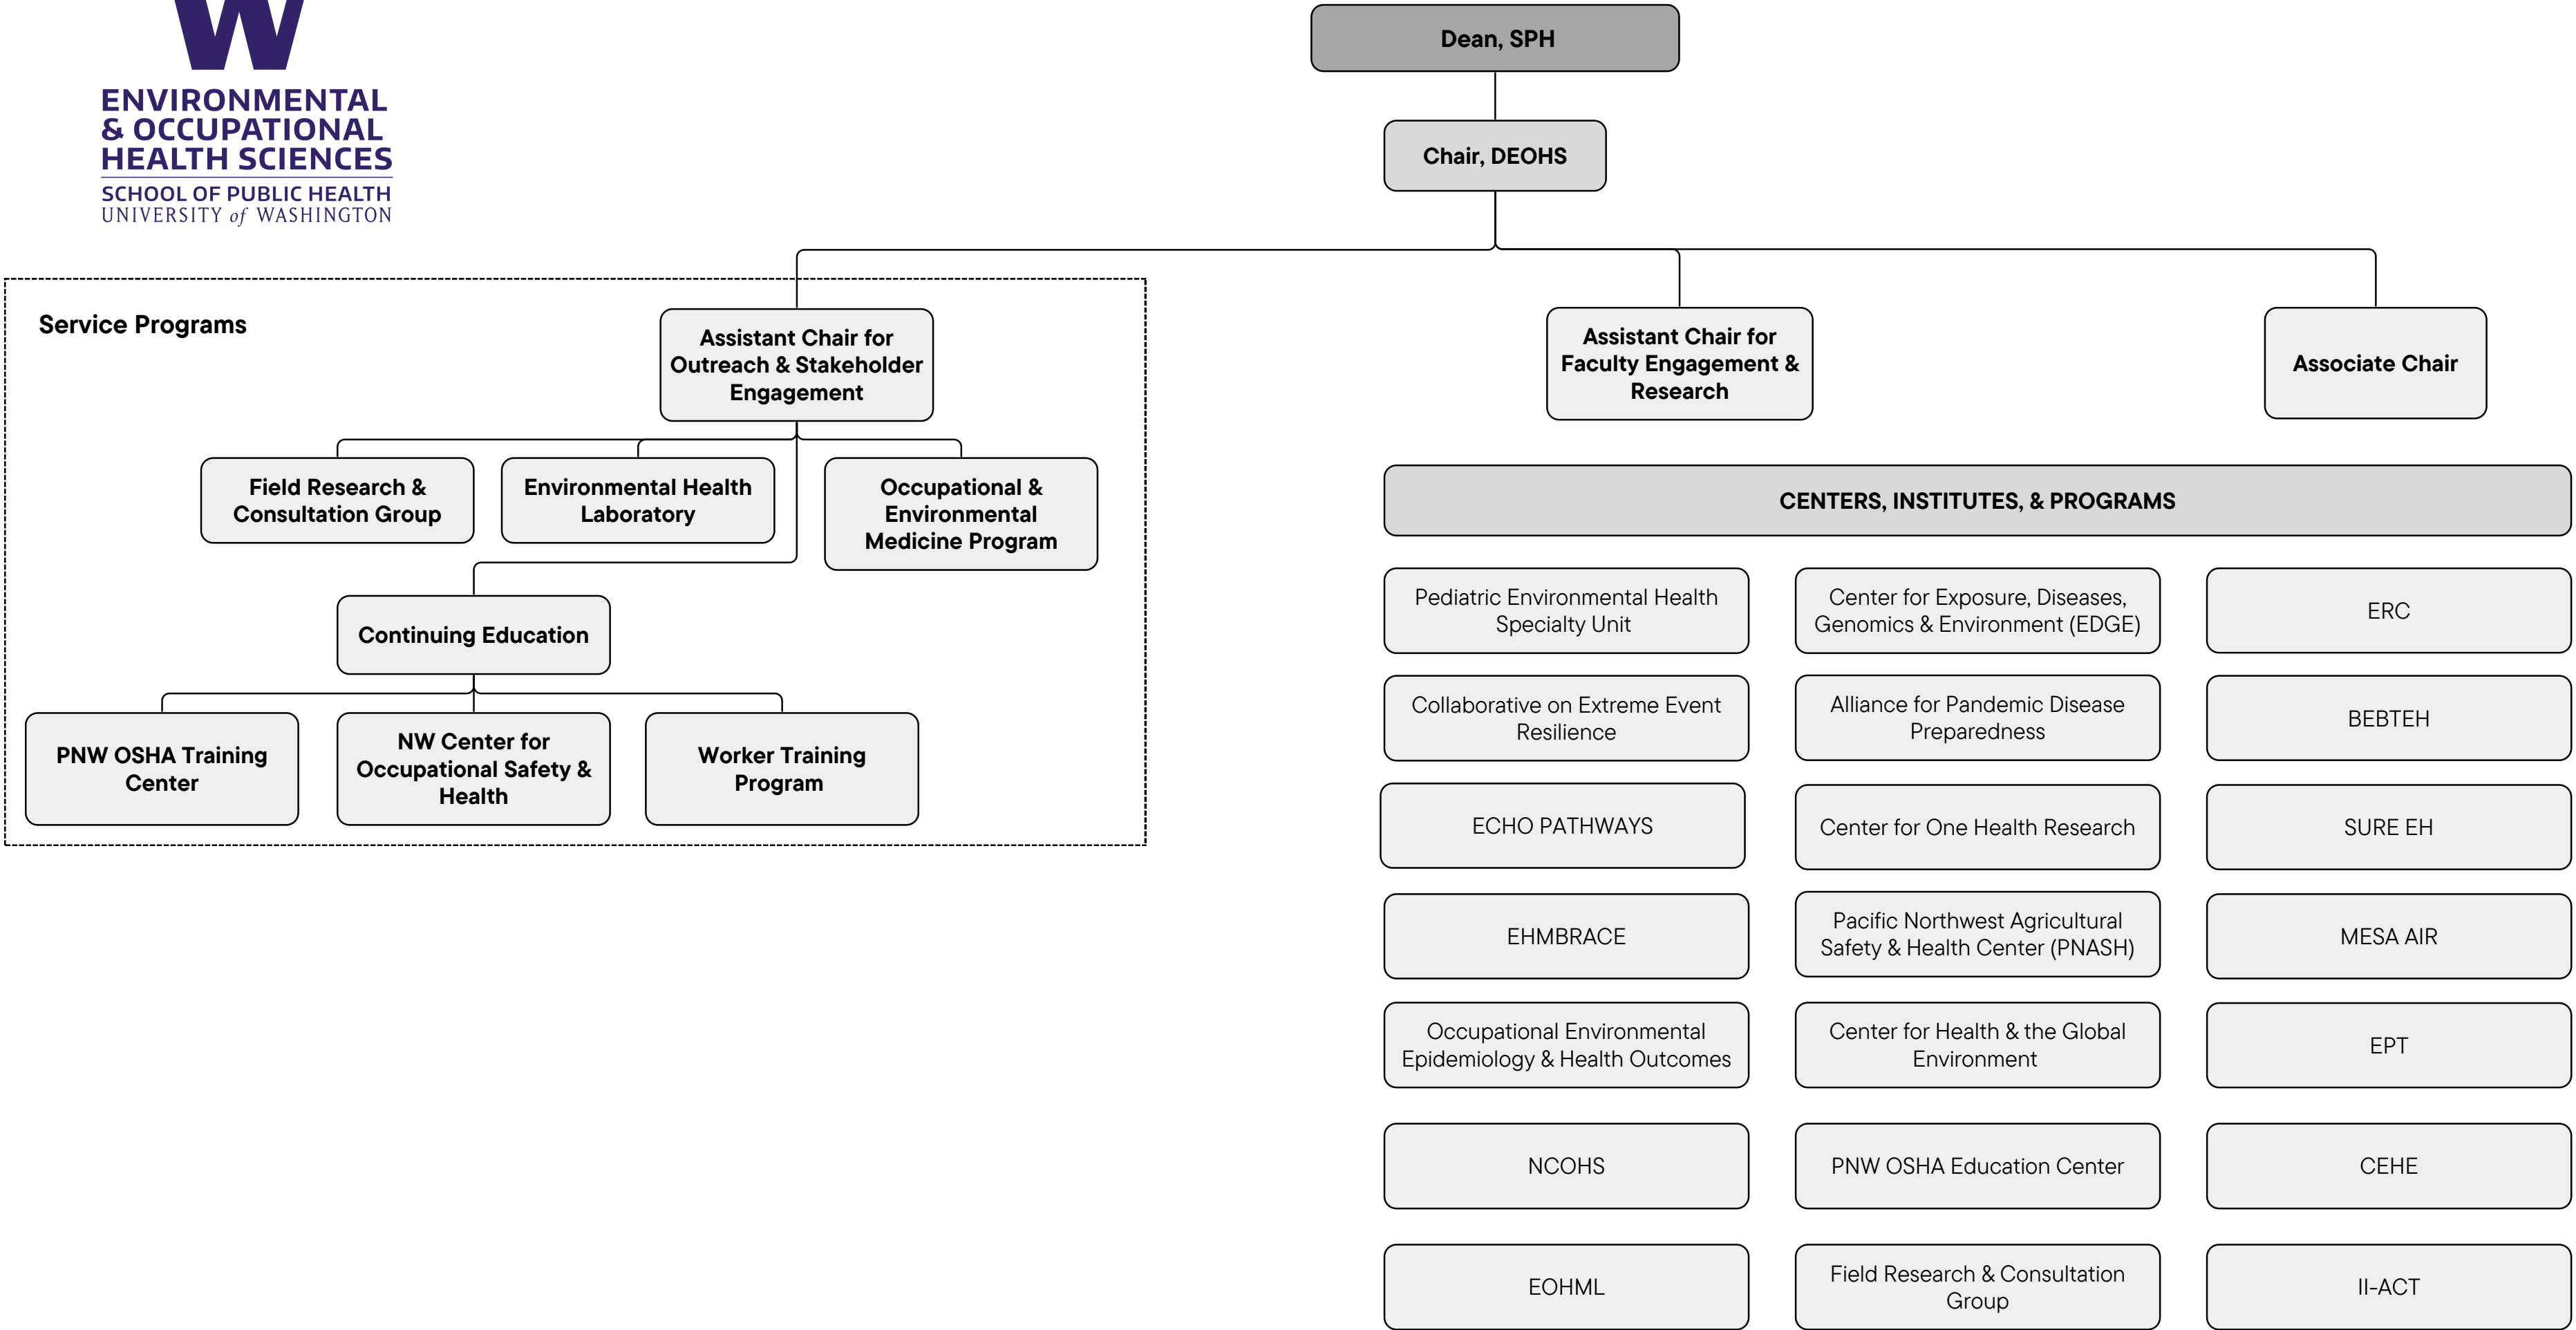 W
ENVIRONMENTAL
& OCCUPATIONAL
HEALTH SCIENCES
SCHOOL OF PUBLIC HEALTH
UNIVERSITY of WASHINGTON
Dean, SPH
Chair, DEOHS
Service Programs
Assistant Chair for
Outreach & Stakeholder
Engagement
Assistant Chair for
Faculty Engagement &
Research
Associate Chair
Field Research &
Consultation Group
Environmental Health
Laboratory
Occupational &
Environmental
Medicine Program
Continuing Education
PNW OSHA Training
Center
NW Center for
Occupational Safety &
Health
Worker Training
Program
CENTERS, INSTITUTES, & PROGRAMS
Pediatric Environmental Health
Specialty Unit
Center for Exposure, Diseases,
Genomics & Environment (EDGE)
ERC
Collaborative on Extreme Event
Resilience
Alliance for Pandemic Disease
Preparedness
BEBTEH
ECHO PATHWAYS
Center for One Health Research
SURE EH
EHMBRACE
Pacific Northwest Agricultural
Safety & Health Center (PNASH)
MESA AIR
Occupational Environmental
Epidemiology & Health Outcomes
Center for Health & the Global
Environment
EPT
NCOHS
PNW OSHA Education Center
CEHE
EOHML
Field Research & Consultation
Group
II-ACT